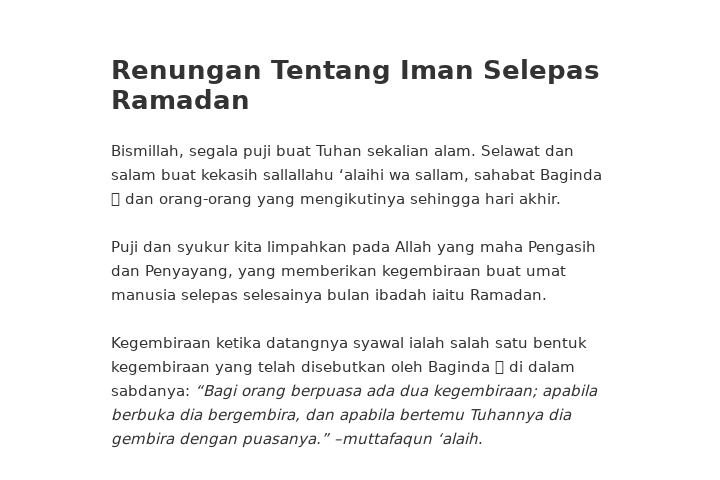 Renungan Tentang Iman Selepas
Ramadan
Bismillah, segala puji buat Tuhan sekalian alam. Selawat dan
salam buat kekasih sallallahu ‘alaihi wa sallam, sahabat Baginda
dan orang-orang yang mengikutinya sehingga hari akhir.
Puji dan syukur kita limpahkan pada Allah yang maha Pengasih
dan Penyayang, yang memberikan kegembiraan buat umat
manusia selepas selesainya bulan ibadah iaitu Ramadan.
Kegembiraan ketika datangnya syawal ialah salah satu bentuk
kegembiraan yang telah disebutkan oleh Baginda di dalam
sabdanya: “Bagi orang berpuasa ada dua kegembiraan; apabila
berbuka dia bergembira, dan apabila bertemu Tuhannya dia
gembira dengan puasanya.” –muttafaqun ‘alaih.